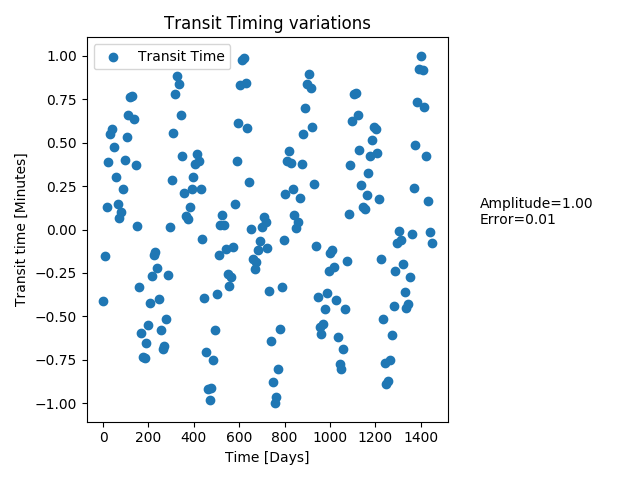 Transit Timing variations
Transit Time
Transit time [Minutes]
1.00
0.75
0.50
0.25
0.00
−0.25
−0.50
−0.75
−1.00
0 200 400 600 800 1000 1200 1400
Time [Days]
Amplitude=1.00
Error=0.01